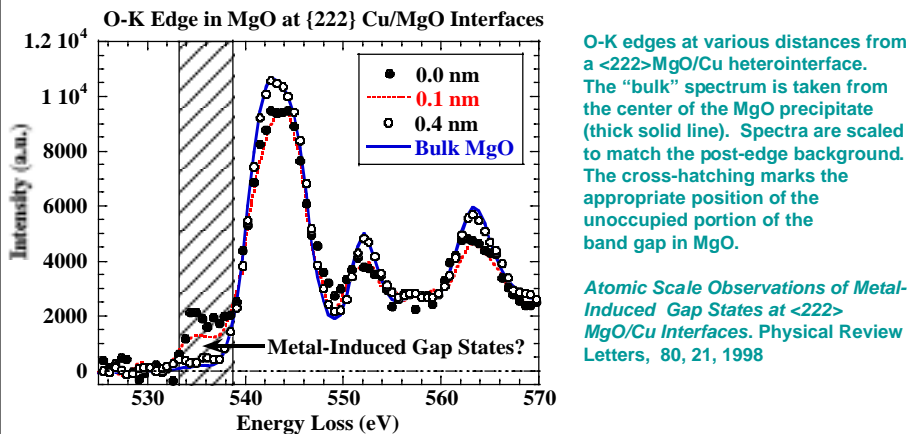 O-K Edge in MgO at {222} Cu/MgO Interfaces
1.2 10⁴
1 10⁴
8000
6000
4000
2000
0
Intensity (a.u.)
0.0 nm
0.1 nm
0.4 nm
Bulk MgO
Metal-Induced Gap States?
530
540
550
560
570
Energy Loss (eV)
O-K edges at various distances from
a <222>MgO/Cu heterointerface.
The “bulk” spectrum is taken from
the center of the MgO precipitate
(thick solid line). Spectra are scaled
to match the post-edge background.
The cross-hatching marks the
appropriate position of the
unoccupied portion of the
band gap in MgO.
Atomic Scale Observations of Metal-
Induced Gap States at <222>
MgO/Cu Interfaces. Physical Review
Letters, 80, 21, 1998